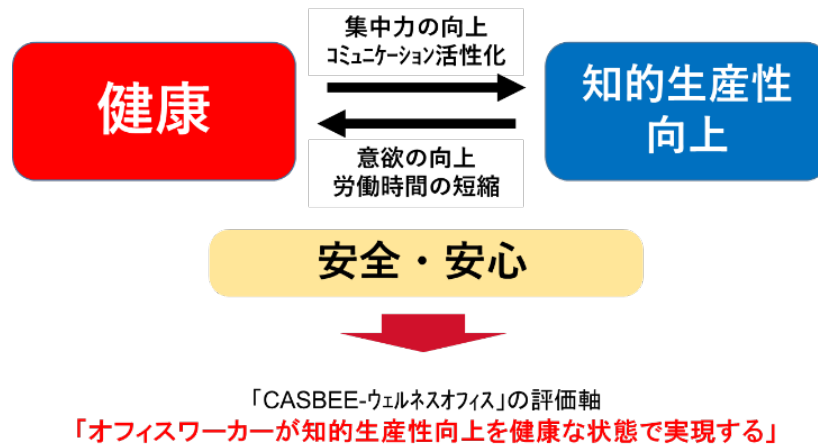 集中力の向上
ｺﾐｭﾆｹｰｼｮﾝ活性化
健康
知的生産性
向上
意欲の向上
労働時間の短縮
安全・安心
「CASBEE-ｳｪﾙﾈｽｵﾌｨｽ」の評価軸
「オフィスワーカーが知的生産性向上を健康な状態で実現する」